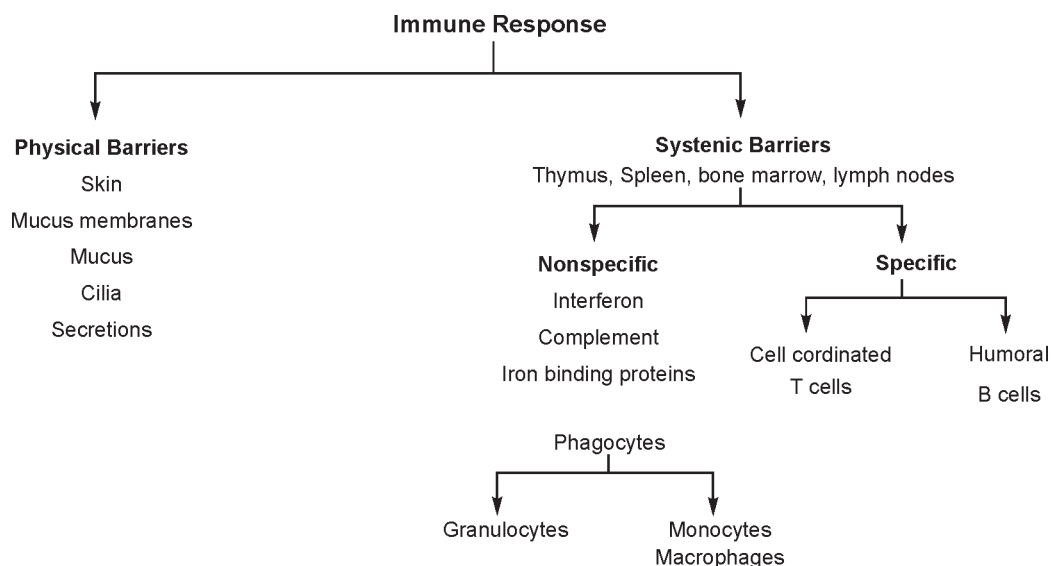 Immune Response
Physical Barriers
Skin
Mucus membranes
Mucus
Cilia
Secretions
Systenic Barriers
Thymus, Spleen, bone marrow, lymph nodes
Nonspecific
Interferon
Complement
Iron binding proteins
Specific
Cell cordinated
T cells
Humoral
B cells
Phagocytes
Granulocytes
Monocytes
Macrophages